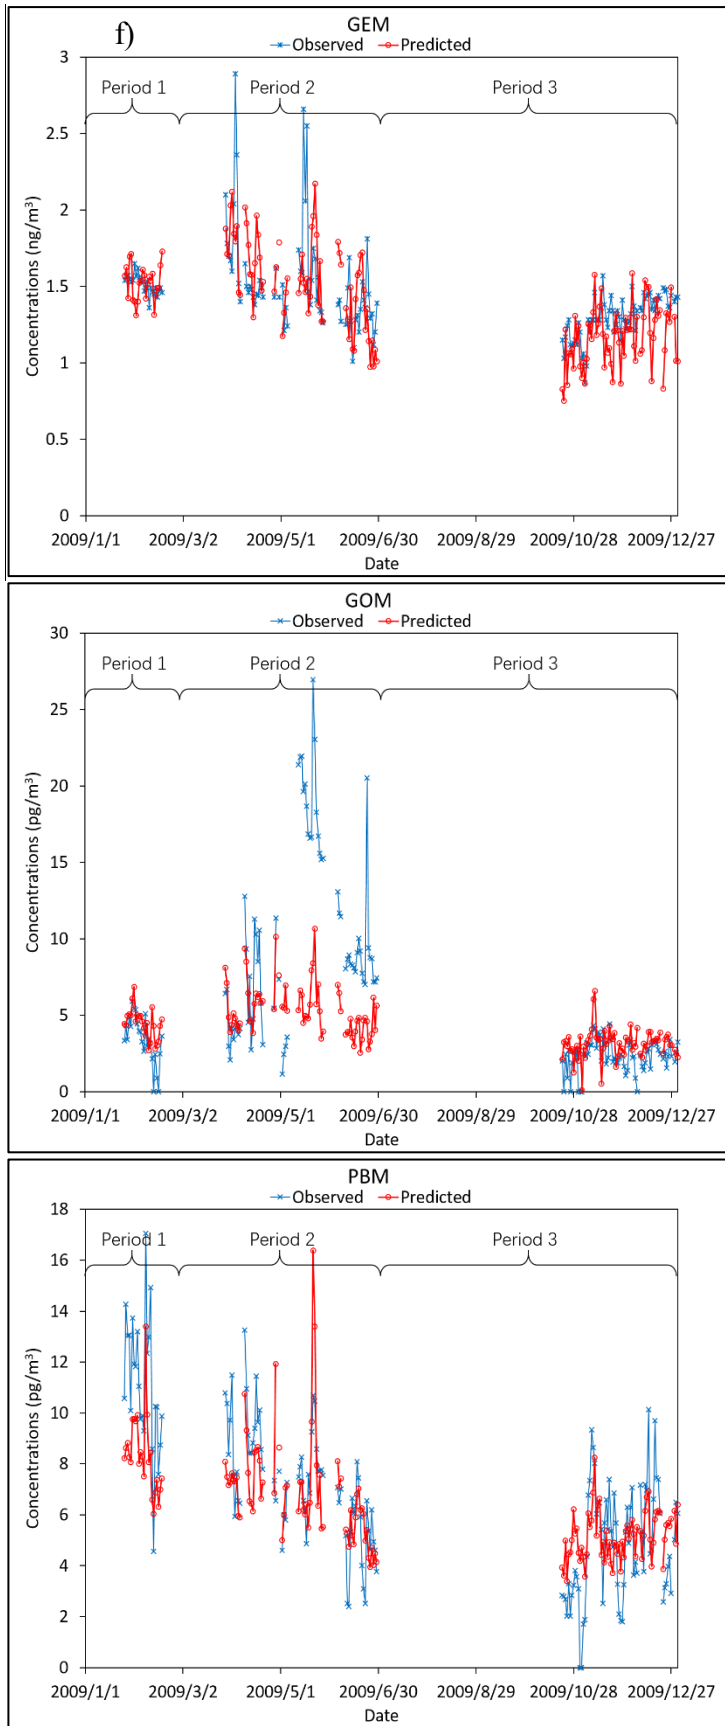 f)
GEM
Observed Predicted
Period 1 Period 2 Period 3
3
2.5
2
1.5
1
0.5
0
Concentrations (ng/m³)
2009/1/1 2009/3/2 2009/5/1 2009/6/30 2009/8/29 2009/10/28 2009/12/27
Date
GOM
Observed Predicted
Period 1 Period 2 Period 3
30
25
20
15
10
5
0
Concentrations (pg/m³)
2009/1/1 2009/3/2 2009/5/1 2009/6/30 2009/8/29 2009/10/28 2009/12/27
Date
PBM
Observed Predicted
Period 1 Period 2 Period 3
18
16
14
12
10
8
6
4
2
0
Concentrations (pg/m³)
2009/1/1 2009/3/2 2009/5/1 2009/6/30 2009/8/29 2009/10/28 2009/12/27
Date